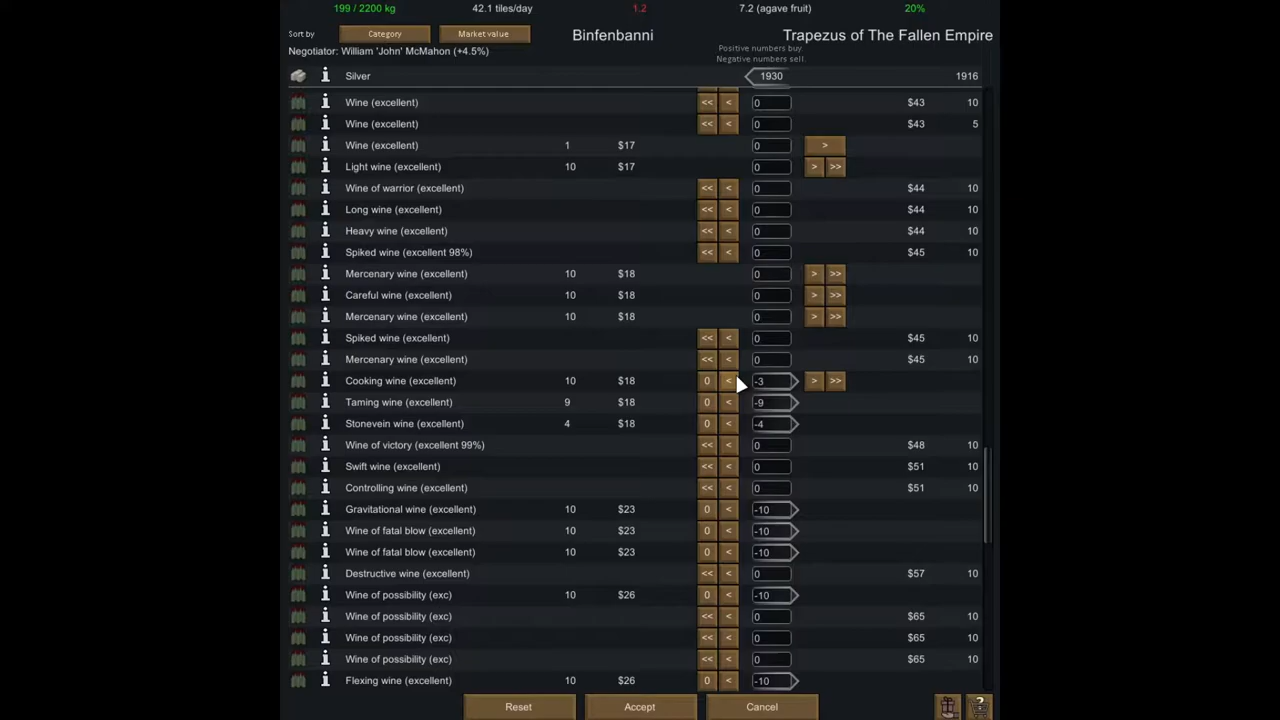 199 / 2200 kg 42.1 tiles/day 1.2 7.2 (agave fruit) 20%
Sort by Category Market value Binfenbanni Trapezus of The Fallen Empire
Negotiator: William 'John' McMahon (+4.5%) Positive numbers buy.
Negative numbers sell.
Silver 1930 1916
Wine (excellent) << < 0 $43 10
Wine (excellent) << < 0 $43 5
Wine (excellent) 1 $17 0 >
Light wine (excellent) 10 $17 0 > >>
Wine of warrior (excellent) << < 0 $44 10
Long wine (excellent) << < 0 $44 10
Heavy wine (excellent) << < 0 $44 10
Spiked wine (excellent 98%) << < 0 $45 10
Mercenary wine (excellent) 10 $18 0 > >>
Careful wine (excellent) 10 $18 0 > >>
Mercenary wine (excellent) 10 $18 0 > >>
Spiked wine (excellent) << < 0 $45 10
Mercenary wine (excellent) << < 0 $45 10
Cooking wine (excellent) 10 $18 0 < -3 > >>
Taming wine (excellent) 9 $18 0 < -9
Stonevein wine (excellent) 4 $18 0 < -4
Wine of victory (excellent 99%) << < 0 $48 10
Swift wine (excellent) << < 0 $51 10
Controlling wine (excellent) << < 0 $51 10
Gravitational wine (excellent) 10 $23 0 < -10
Wine of fatal blow (excellent) 10 $23 0 < -10
Wine of fatal blow (excellent) 10 $23 0 < -10
Destructive wine (excellent) << < 0 $57 10
Wine of possibility (exc) 10 $26 0 < -10
Wine of possibility (exc) << < 0 $65 10
Wine of possibility (exc) << < 0 $65 10
Wine of possibility (exc) << < 0 $65 10
Flexing wine (excellent) 10 $26 0 < -10
Reset Accept Cancel ?